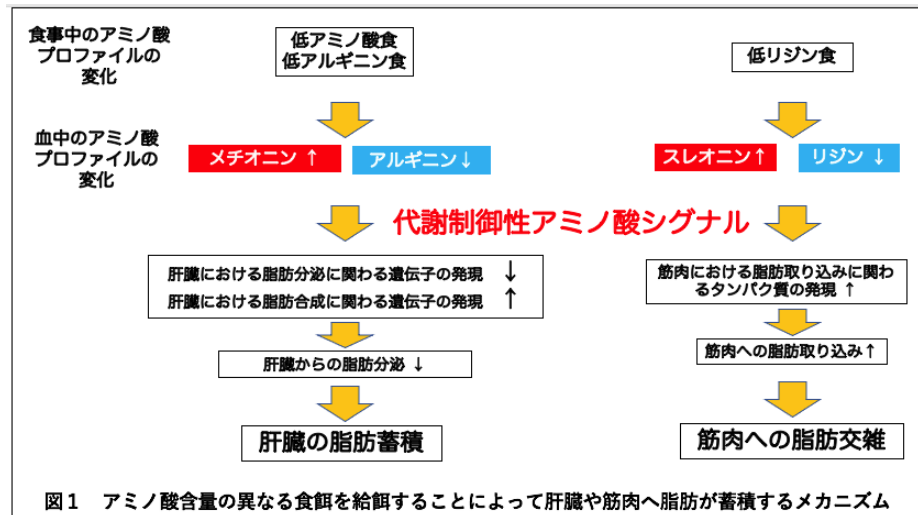 食事中のアミノ酸
プロファイルの
変化
低アミノ酸食
低アルギニン食
低リジン食
血中のアミノ酸
プロファイルの
変化
メチオニン ↑
アルギニン↓
スレオニン↑
リジン ↓
代謝制御性アミノ酸シグナル
肝臓における脂肪分泌に関わる遺伝子の発現 ↓
肝臓における脂肪合成に関わる遺伝子の発現 ↑
筋肉における脂肪取り込みに関わ
るタンパク質の発現 ↑
肝臓からの脂肪分泌 ↓
筋肉への脂肪取り込み↑
肝臓の脂肪蓄積
筋肉への脂肪交雑
図1 アミノ酸含量の異なる食餌を給餌することによって肝臓や筋肉へ脂肪が蓄積するメカニズム